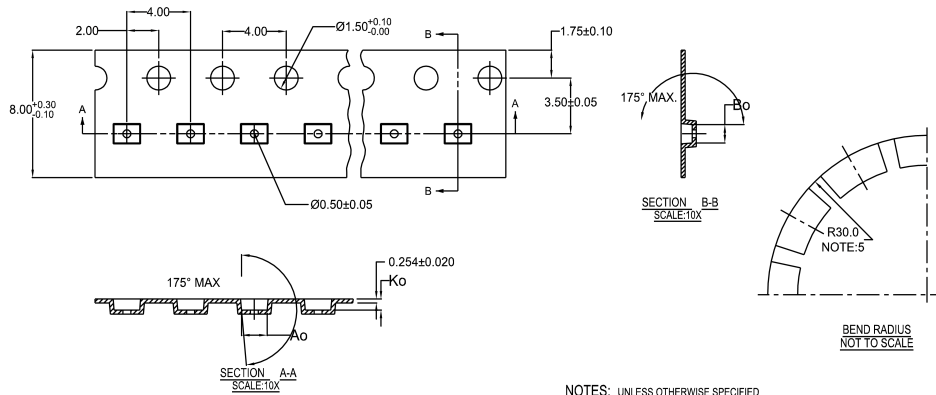 4.00
2.00
4.00
Ø1.50+0.10-0.00
B
1.75±0.10
8.00+0.30-0.10
A
A
3.50±0.05
B
Ø0.50±0.05
175° MAX.
Bo
SECTION B-B
SCALE:10X
R30.0
NOTE:5
BEND RADIUS
NOT TO SCALE
175° MAX
0.254±0.020
Ko
Ao
SECTION A-A
SCALE:10X
NOTES: UNLESS OTHERWISE SPECIFIED